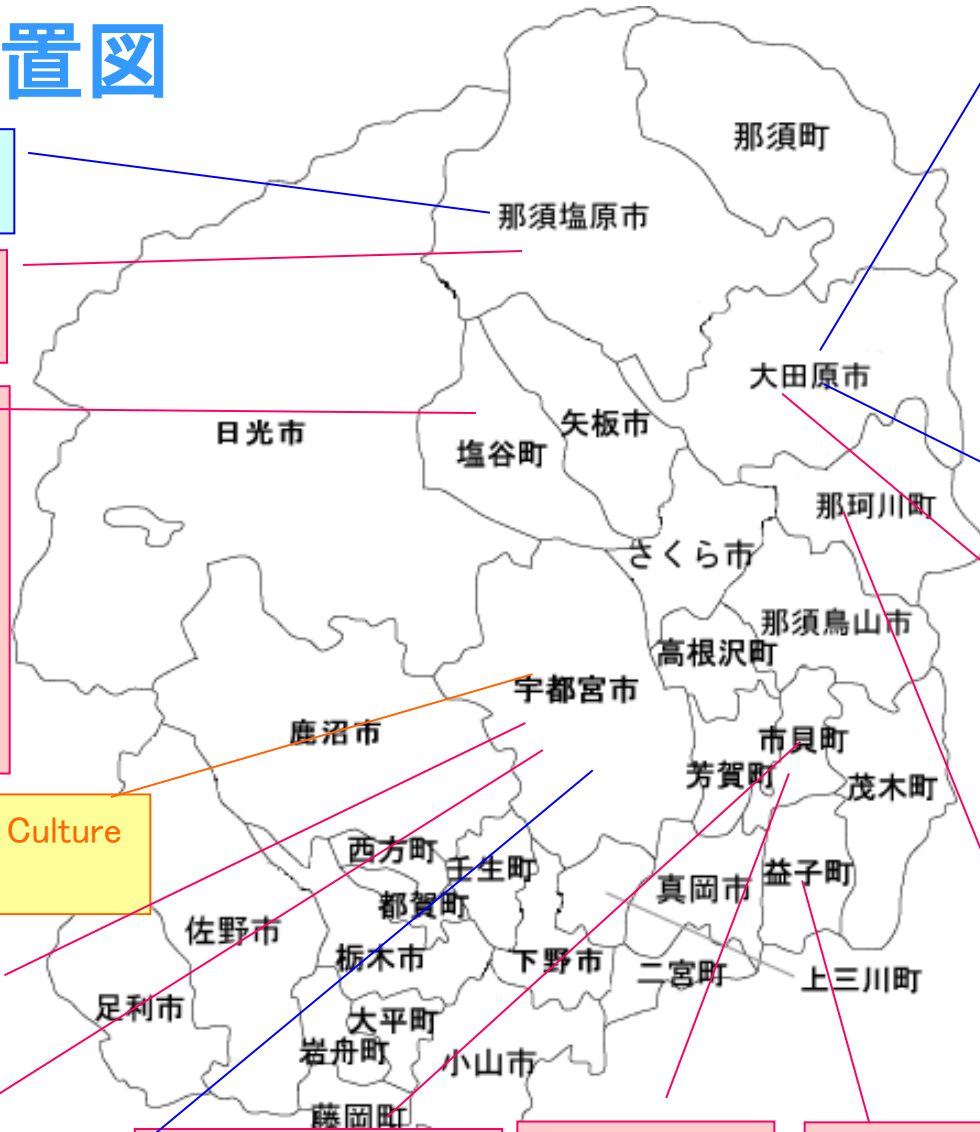 置図
那須町
那須塩原市
大田原市
矢板市
日光市
塩谷町
那珂川町
さくら市
那須烏山市
高根沢町
宇都宮市
鹿沼市
市貝町
芳賀町
茂木町
Culture
西方町
壬生町
益子町
真岡市
都賀町
佐野市
栃木市
下野市
二宮町
上三川町
足利市
大平町
岩舟町
小山市
藤岡町